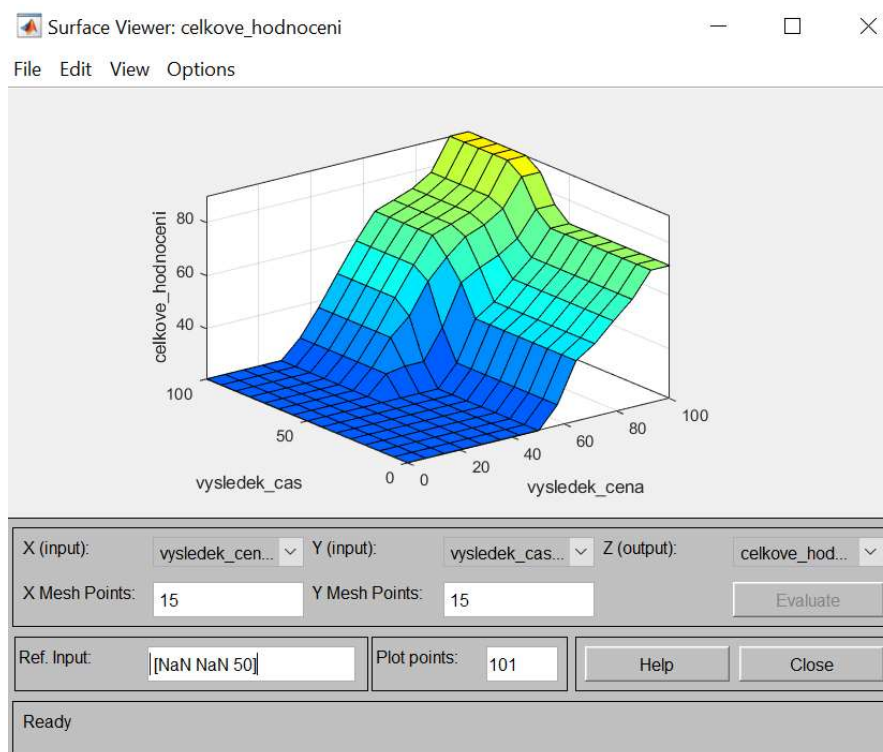 Surface Viewer: celkove_hodnoceni
File Edit View Options
celkove_hodnoceni
80
60
40
100
50
0
vysledek_cas
0
20
40
60
80
100
vysledek_cena
X (input): vysledek_cen... Y (input): vysledek_cas... Z (output): celkove_hod...
X Mesh Points: 15 Y Mesh Points: 15 Evaluate
Ref. Input: [NaN NaN 50] Plot points: 101 Help Close
Ready